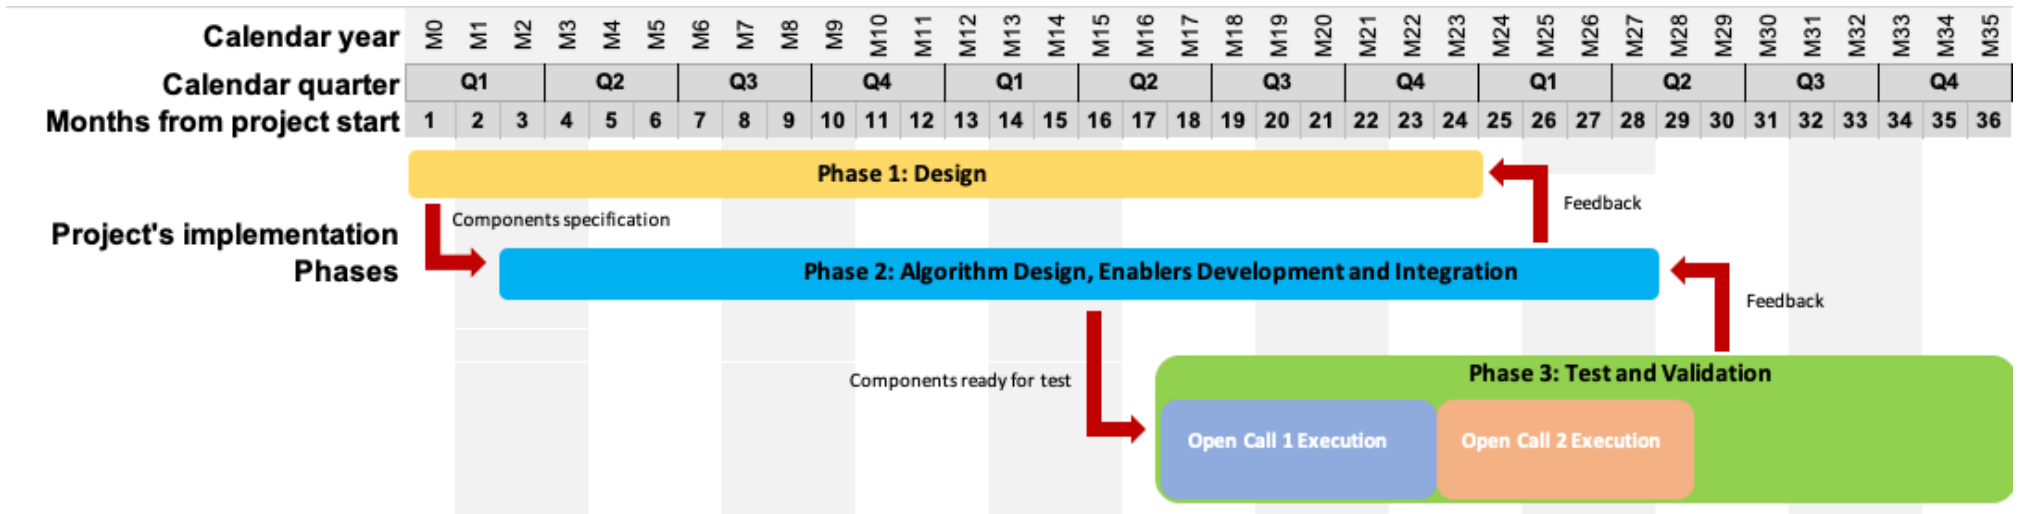 Calendar year M0 M1 M2 M3 M4 M5 M6 M7 M8 M9 M10 M11 M12 M13 M14 M15 M16 M17 M18 M19 M20 M21 M22 M23 M24 M25 M26 M27 M28 M29 M30 M31 M32 M33 M34 M35
Calendar quarter Q1 Q2 Q3 Q4 Q1 Q2 Q3 Q4 Q1 Q2 Q3 Q4
Months from project start 1 2 3 4 5 6 7 8 9 10 11 12 13 14 15 16 17 18 19 20 21 22 23 24 25 26 27 28 29 30 31 32 33 34 35 36
Phase 1: Design
Feedback
Components specification
Project's implementation
Phases
Phase 2: Algorithm Design, Enablers Development and Integration
Feedback
Components ready for test
Phase 3: Test and Validation
Open Call 1 Execution
Open Call 2 Execution